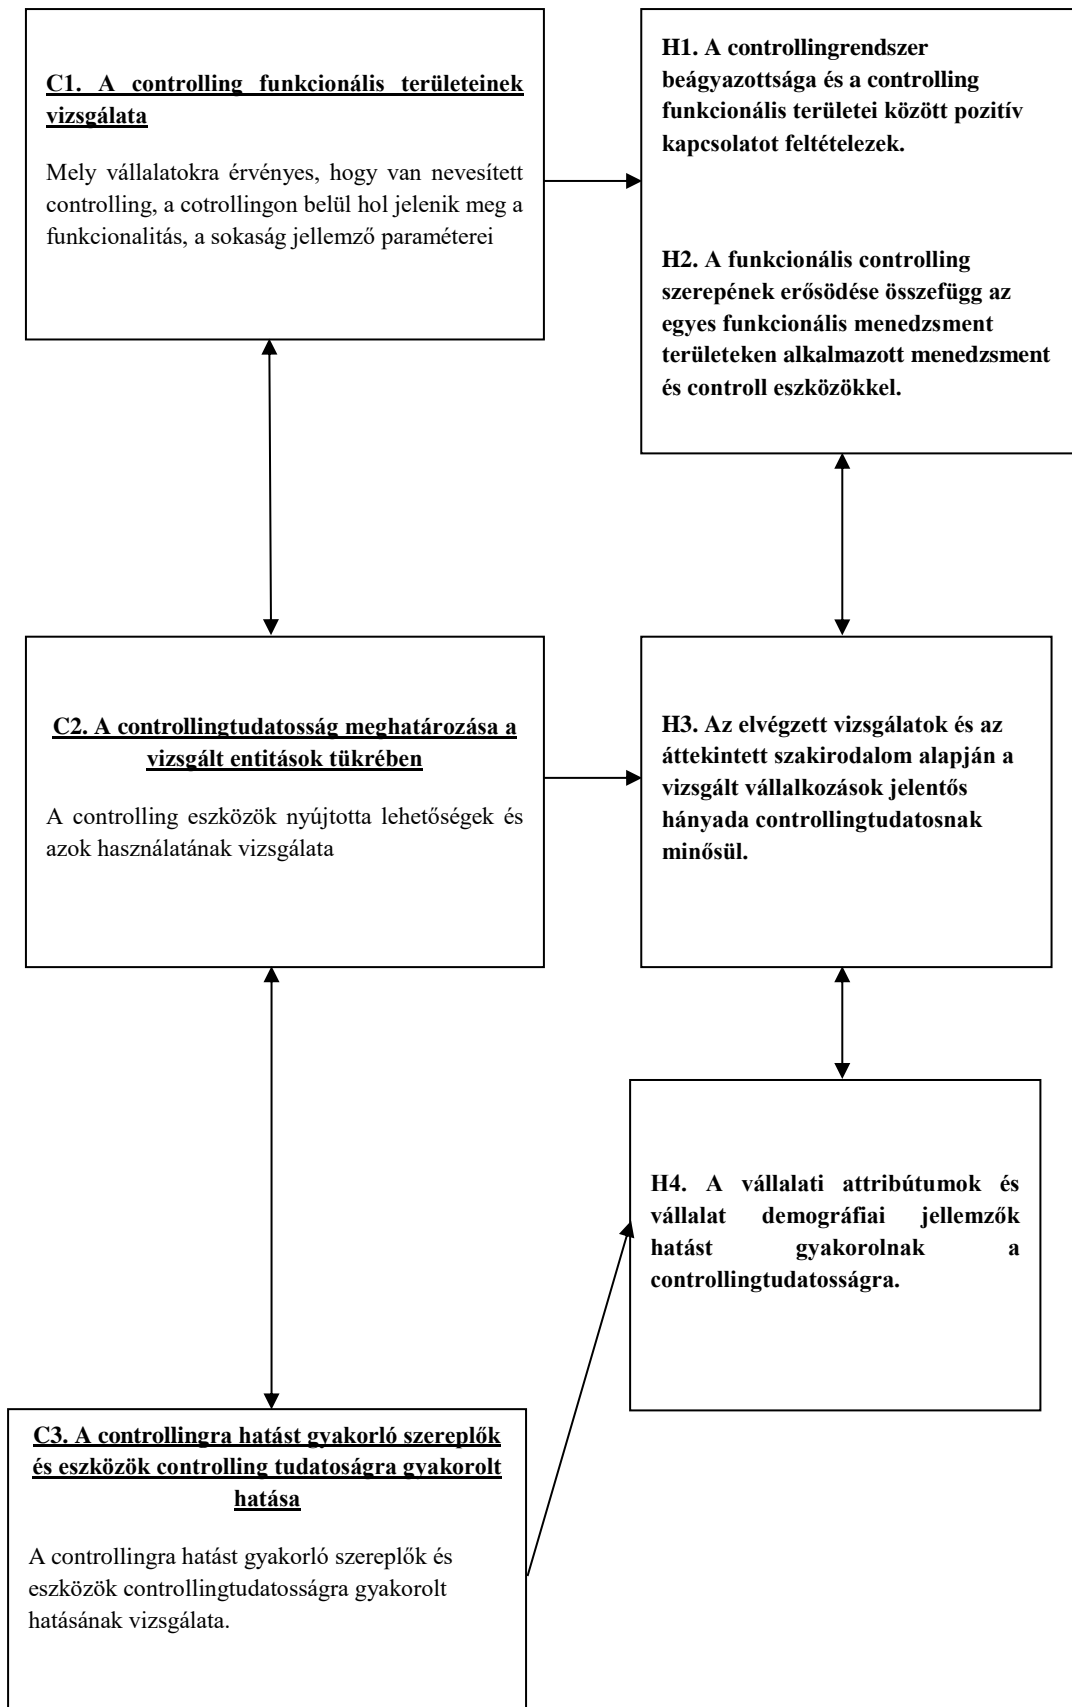 C1. A controlling funkcionális területeinek
vizsgálata
Mely vállalatokra érvényes, hogy van nevesített
controlling, a cotrollingon belül hol jelenik meg a
funkcionalitás, a sokaság jellemző paraméterei
H1. A controllingrendszer
beágyazottsága és a controlling
funkcionális területei között pozitív
kapcsolatot feltételezek.
H2. A funkcionális controlling
szerepének erősödése összefügg az
egyes funkcionális menedzsment
területeken alkalmazott menedzsment
és controll eszközökkel.
C2. A controllingtudatosság meghatározása a
vizsgált entitások tükrében
A controlling eszközök nyújtotta lehetőségek és
azok használatának vizsgálata
H3. Az elvégzett vizsgálatok és az
áttekintett szakirodalom alapján a
vizsgált vállalkozások jelentős
hányada controllingtudatosnak
minősül.
H4. A vállalati attribútumok és
vállalat demográfiai jellemzők
hatást gyakorolnak a
controllingtudatosságra.
C3. A controllingra hatást gyakorló szereplők
és eszközök controlling tudatoságra gyakorolt
hatása
A controllingra hatást gyakorló szereplők és
eszközök controllingtudatosságra gyakorolt
hatásának vizsgálata.